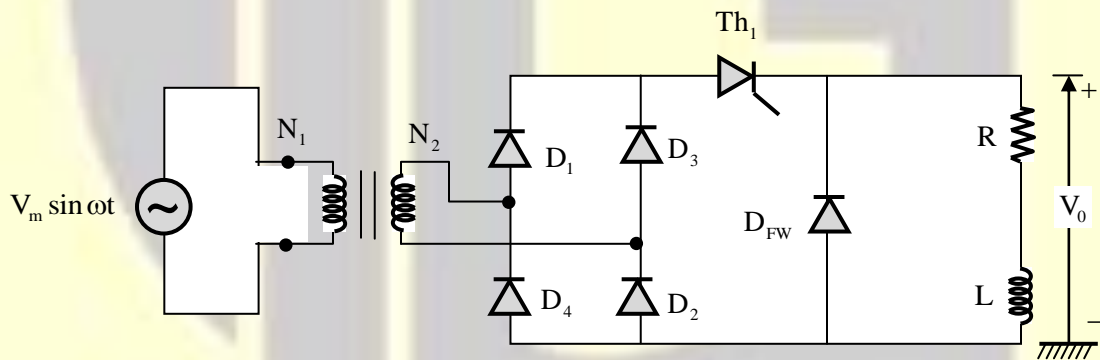 Th₁
N₁
N₂
D₁
D₃
R
+
Vₘ sin ωt
D_FW
V₀
D₄
D₂
L
−